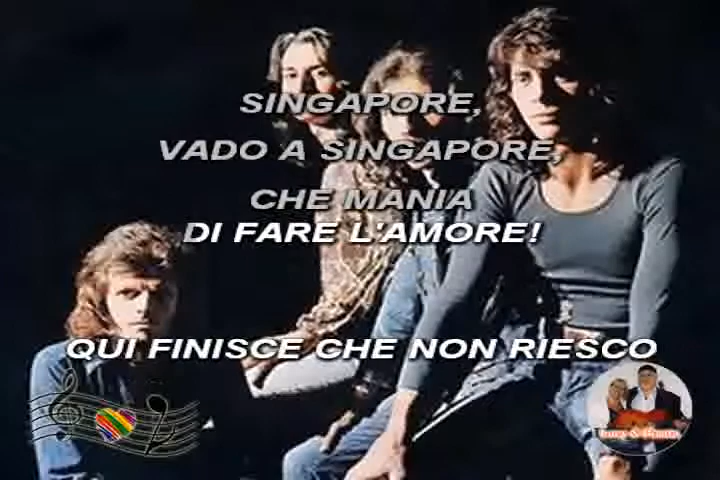 SINGAPORE,
VADO A SINGAPORE,
CHE MANIA
DI FARE L'AMORE!
QUI FINISCE CHE NON RIESCO